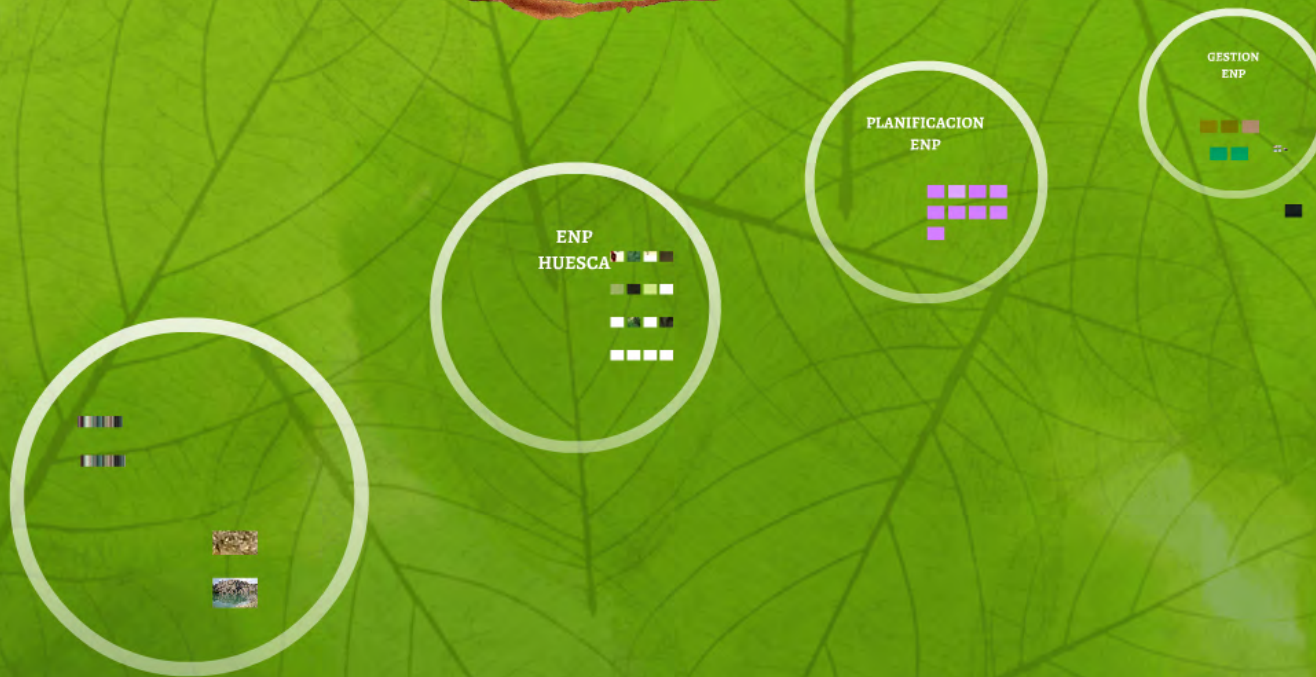 ENP
HUESCA
PLANIFICACION
ENP
GESTION
ENP